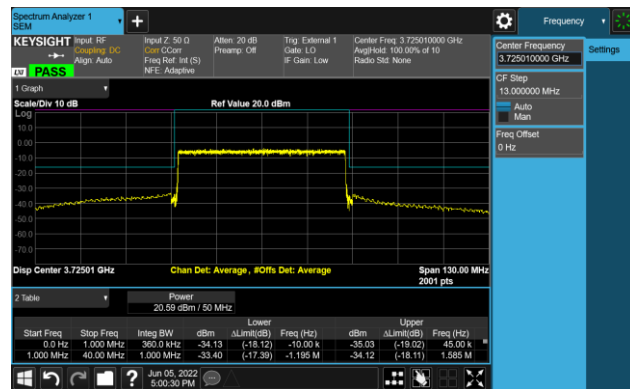 Spectrum Analyzer 1
SEM
+
Frequency
KEYSIGHT Input: RF Input Z: 50 Ω Atten: 20 dB Trig: External 1 Center Freq: 3.725010000 GHz
Coupling: DC Corr CCorr Preamp: Off Gate: LO Avg|Hold: 100.00% of 10
Align: Auto Freq Ref: Int (S) IF Gain: Low Radio Std: None
NFE: Adaptive
LXI PASS
Center Frequency
3.725010000 GHz
Settings
CF Step
13.000000 MHz
Auto
Man
Freq Offset
0 Hz
1 Graph
Scale/Div 10 dB Ref Value 20.0 dBm
Log
10.0
0.00
-10.0
-20.0
-30.0
-40.0
-50.0
-60.0
-70.0
Disp Center 3.72501 GHz Chan Det: Average , #Offs Det: Average Span 130.00 MHz
2001 pts
2 Table Power
20.59 dBm / 50 MHz
Lower Upper
Start Freq Stop Freq Integ BW dBm ΔLimit(dB) Freq (Hz) dBm ΔLimit(dB) Freq (Hz)
0.0 Hz 1.000 MHz 360.0 kHz -34.13 (-18.12) -10.00 k -35.03 (-19.02) 45.00 k
1.000 MHz 40.00 MHz 1.000 MHz -33.40 (-17.39) -1.195 M -34.12 (-18.11) 1.585 M
? Jun 05, 2022
5:00:30 PM